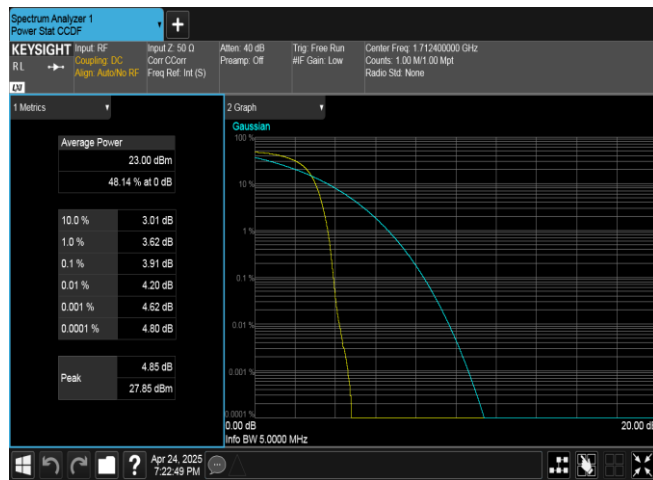 Spectrum Analyzer 1
Power Stat CCDF
KEYSIGHT
R L
LXI
Input: RF
Coupling: DC
Align: Auto/No RF
Input Z: 50 Ω
Corr CCorr
Freq Ref: Int (S)
Atten: 40 dB
Preamp: Off
Trig: Free Run
#IF Gain: Low
Center Freq: 1.712400000 GHz
Counts: 1.00 M/1.00 Mpt
Radio Std: None
1 Metrics
Average Power
23.00 dBm
48.14 % at 0 dB
10.0 % 3.01 dB
1.0 % 3.62 dB
0.1 % 3.91 dB
0.01 % 4.20 dB
0.001 % 4.62 dB
0.0001 % 4.80 dB
Peak
4.85 dB
27.85 dBm
2 Graph
Gaussian
100 %
10 %
1 %
0.1 %
0.01 %
0.001 %
0.0001 %
0.00 dB
20.00 d
Info BW 5.0000 MHz
?
Apr 24, 2025
7:22:49 PM